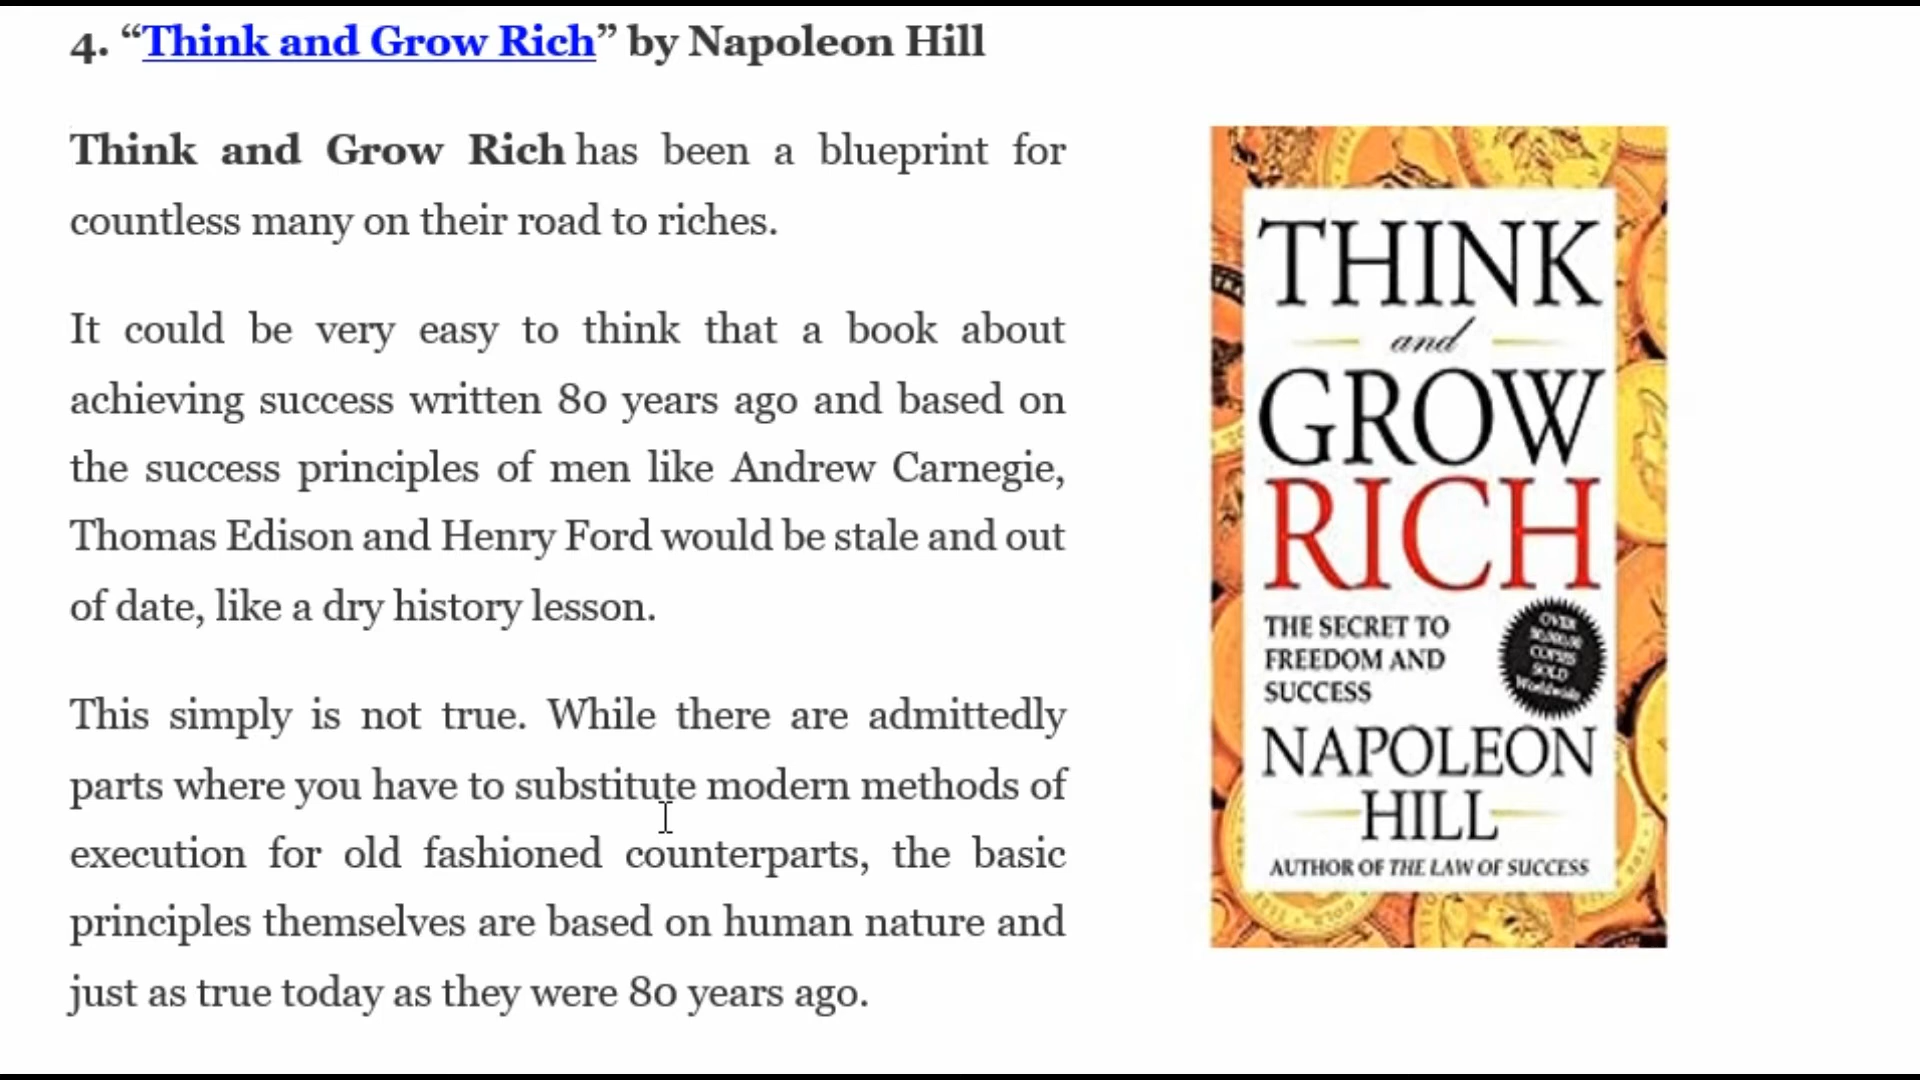 4. “Think and Grow Rich” by Napoleon Hill
Think and Grow Rich has been a blueprint for
countless many on their road to riches.
It could be very easy to think that a book about
achieving success written 80 years ago and based on
the success principles of men like Andrew Carnegie,
Thomas Edison and Henry Ford would be stale and out
of date, like a dry history lesson.
This simply is not true. While there are admittedly
parts where you have to substitute modern methods of
execution for old fashioned counterparts, the basic
principles themselves are based on human nature and
just as true today as they were 80 years ago.
THINK
and
GROW
RICH
THE SECRET TO
FREEDOM AND
SUCCESS
OVER
COPIES
SOLD
Worldwide
NAPOLEON
HILL
AUTHOR OF THE LAW OF SUCCESS